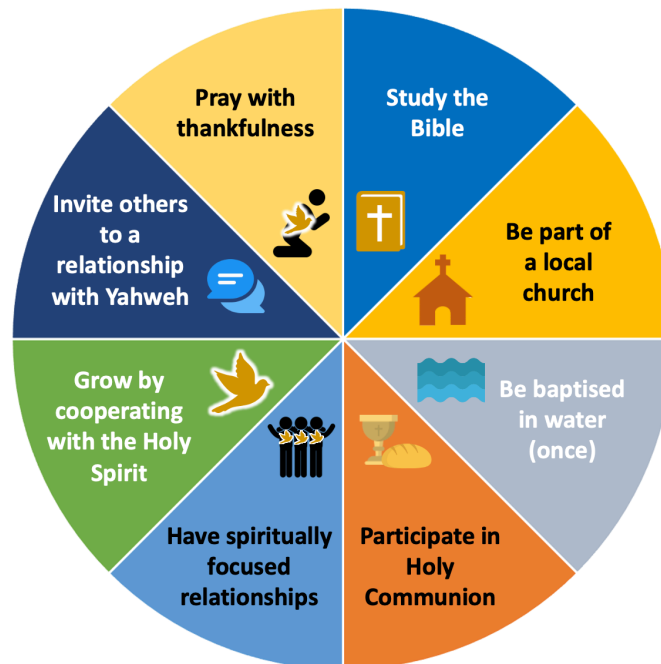 Pray with
thankfulness
Study the
Bible
Be part of
a local
church
Be baptised
in water
(once)
Participate in
Holy
Communion
Have spiritually
focused
relationships
Grow by
cooperating
with the Holy
Spirit
Invite others
to a
relationship
with Yahweh